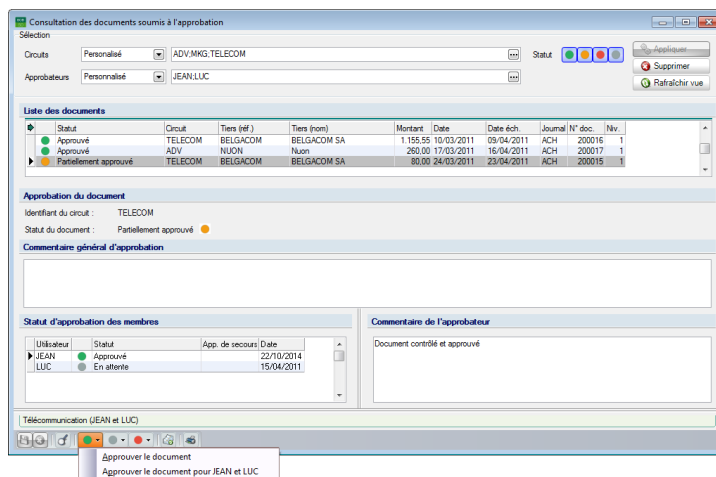 Consultation des documents soumis à l'approbation
Sélection
Circuits Personalisé ADV;MKG;TELECOM ... Statut Appliquer
Supprimer
Approbateurs Personnalisé JEAN;LUC ...
Rafraîchir vue
Liste des documents
Statut Circuit Tiers (réf.) Tiers (nom) Montant Date Date éch. Journal N° doc. Niv.
Approuvé TELECOM BELGACOM BELGACOM SA 1.155,55 10/03/2011 09/04/2011 ACH 200016 1
Approuvé ADV NUON Nuon 260,00 17/03/2011 16/04/2011 ACH 200017 1
Partiellement approuvé TELECOM BELGACOM BELGACOM SA 80,00 24/03/2011 23/04/2011 ACH 200015 1
Approbation du document
Identifiant du circuit : TELECOM
Statut du document : Partiellement approuvé
Commentaire général d'approbation
Statut d'approbation des membres Commentaire de l'approbateur
Utilisateur Statut App. de secours Date
JEAN Approuvé 22/10/2014
LUC En attente 15/04/2011
Document contrôlé et approuvé
Télécommunication (JEAN et LUC)
Approuver le document
Approuver le document pour JEAN et LUC